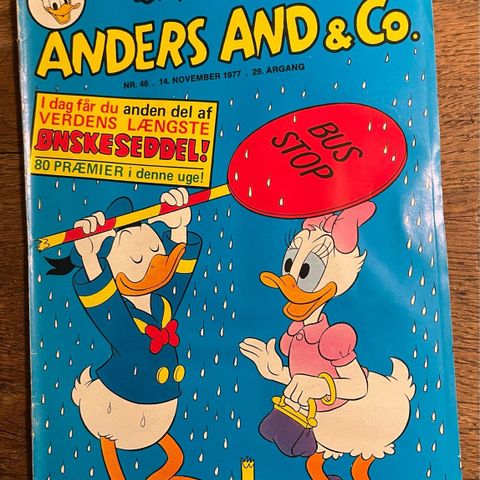 ANDERS AND & Co.
NR. 46 . 14. NOVEMBER 1977 . 29. ÅRGANG
I dag får du anden del af
VERDENS LÆNGSTE
ØNSKESEDDEL!
80 PRÆMIER i denne uge!
BUS
STOP